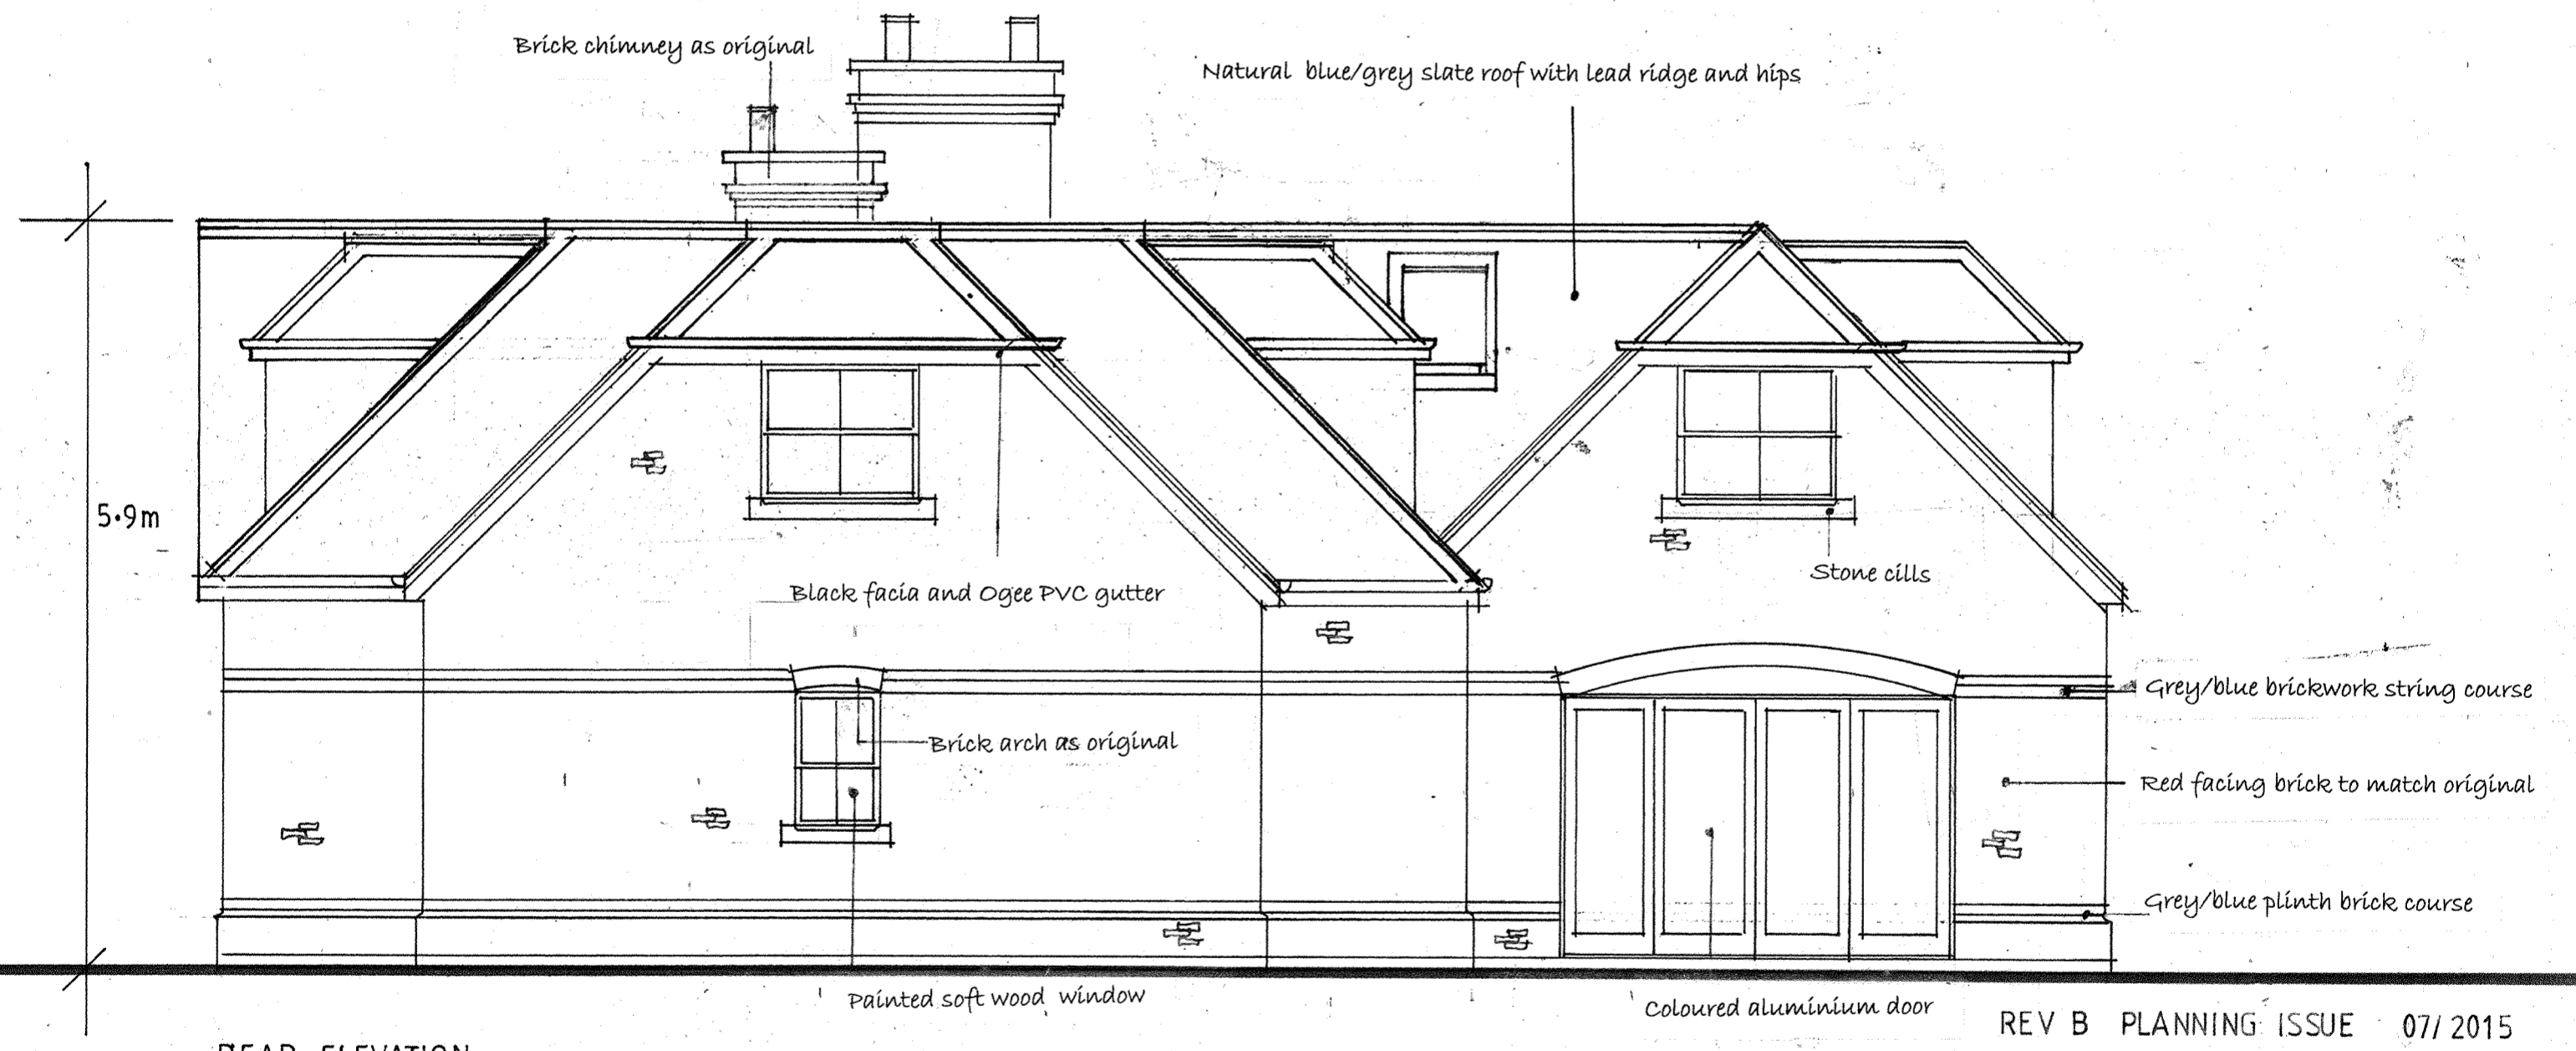 Brick chimney as original
Natural blue/grey slate roof with lead ridge and hips
5.9m
Black facia and Ogee PVC gutter
Stone cills
Grey/blue brickwork string course
Brick arch as original
Red facing brick to match original
Grey/blue plinth brick course
Painted soft wood window
Coloured aluminium door
REV B PLANNING ISSUE 07/2015
REAR ELEVATION